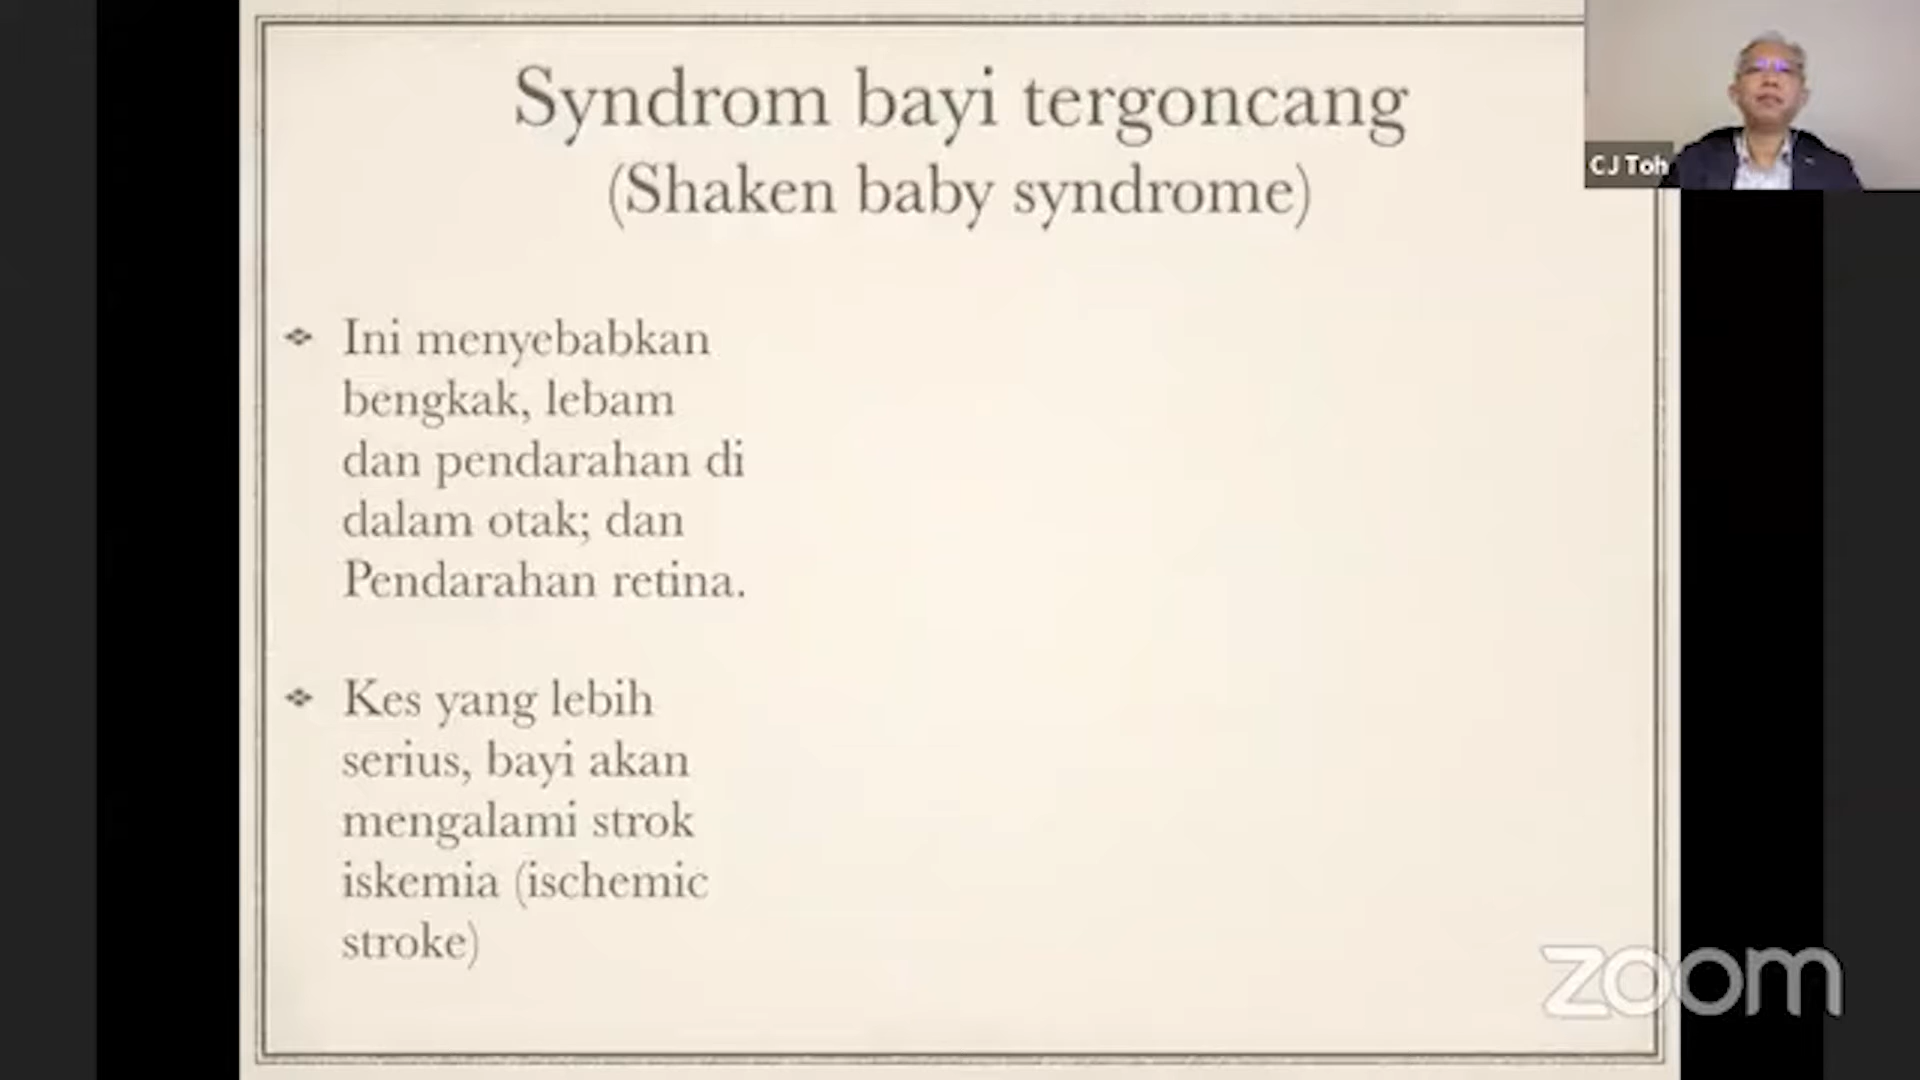 Syndrom bayi tergoncang
(Shaken baby syndrome)
CJ Toh
Ini menyebabkan
bengkak, lebam
dan pendarahan di
dalam otak; dan
Pendarahan retina.
Kes yang lebih
serius, bayi akan
mengalami strok
iskemia (ischemic
stroke)
zoom